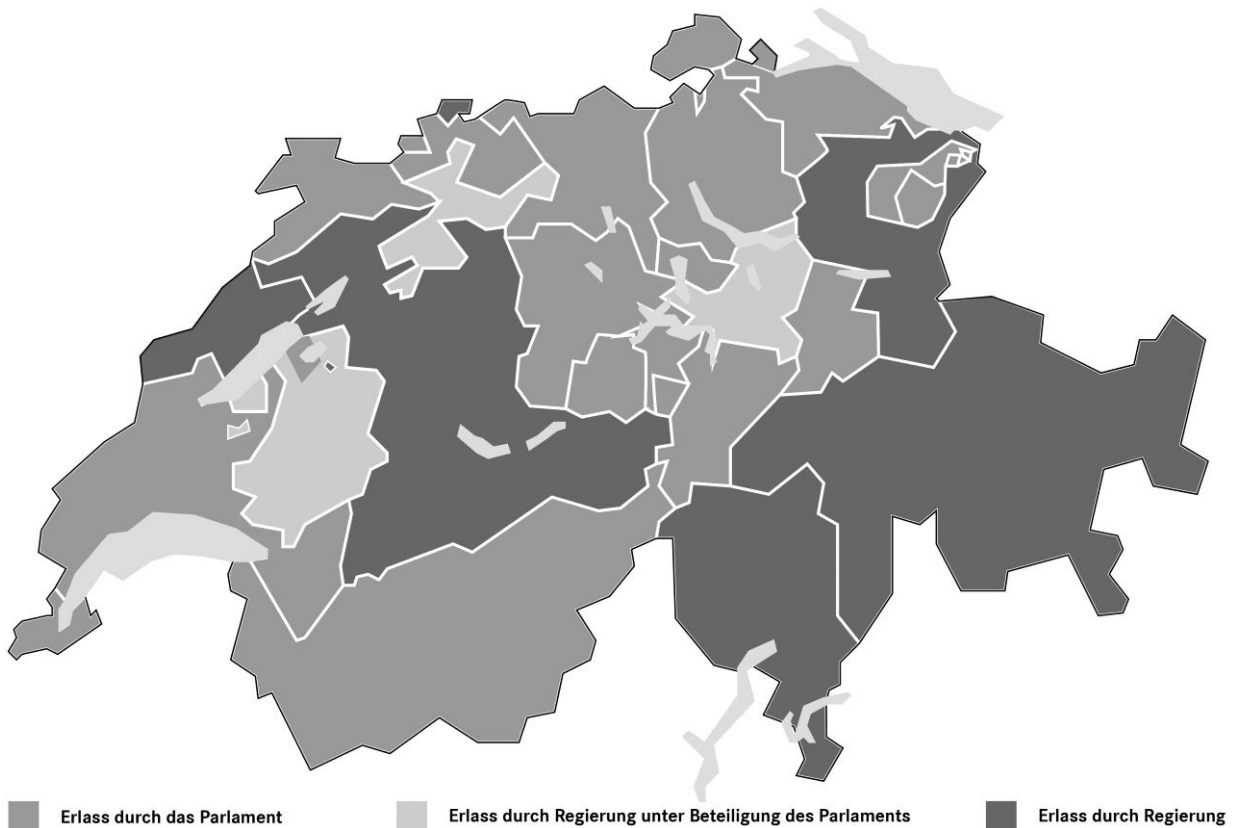 Erlass durch das Parlament
Erlass durch Regierung unter Beteiligung des Parlaments
Erlass durch Regierung